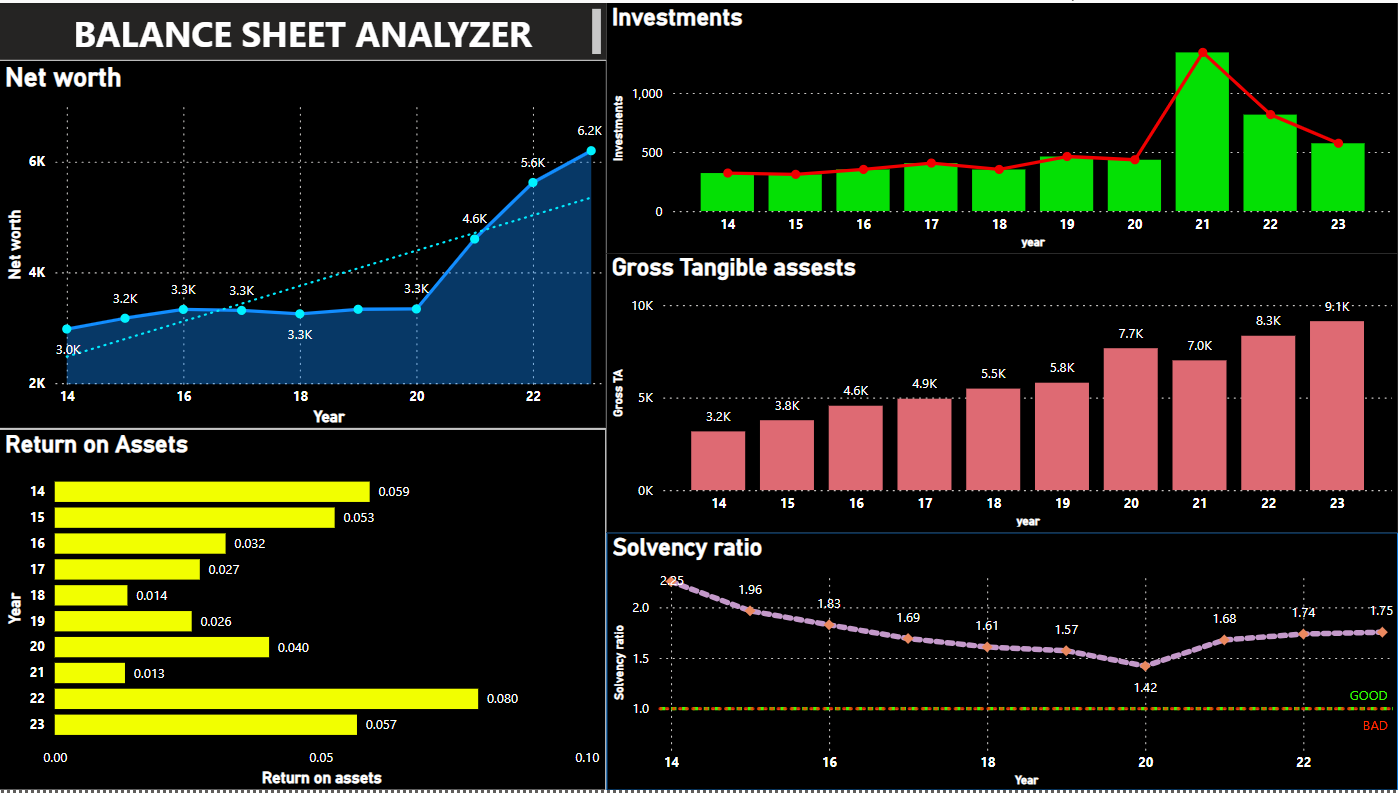 BALANCE SHEET ANALYZER
Net worth
6.2K
6K
5.6K
4.6K
Net worth
4K
3.2K
3.3K
3.3K
3.3K
3.3K
3.0K
2K
14 16 18 20 22
Year
Return on Assets
14 0.059
15 0.053
16 0.032
17 0.027
18 0.014
Year
19 0.026
20 0.040
21 0.013
22 0.080
23 0.057
0.00 0.05 0.10
Return on assets
Investments
Investments
1,000
500
0
14 15 16 17 18 19 20 21 22 23
year
Gross Tangible assests
Gross TA
10K
5K
0K
3.2K 3.8K 4.6K 4.9K 5.5K 5.8K 7.7K 7.0K 8.3K 9.1K
14 15 16 17 18 19 20 21 22 23
year
Solvency ratio
Solvency ratio
2.0
1.5
1.0
2.25 1.96 1.83 1.69 1.61 1.57 1.42 1.68 1.74 1.75
GOOD
BAD
14 16 18 20 22
Year